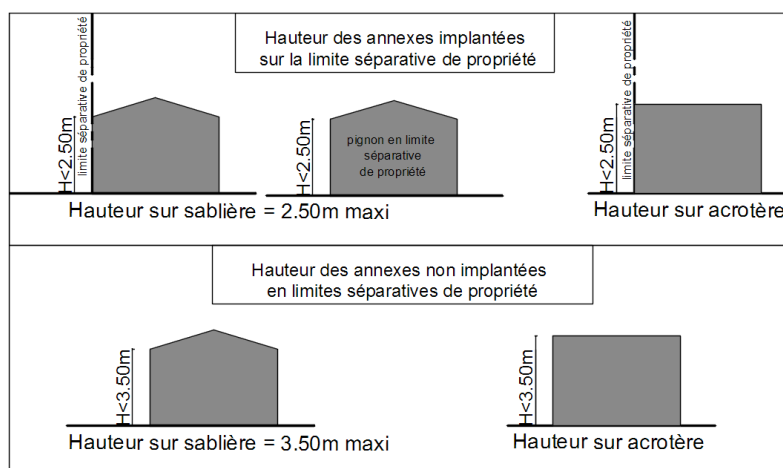 Hauteur des annexes implantées
sur la limite séparative de propriété
limite séparative de propriété
H<2.50m
H<2.50m
pignon en limite
séparative
de propriété
H<2.50m
limite séparative de propriété
Hauteur sur sablière = 2.50m maxi
Hauteur sur acrotère
Hauteur des annexes non implantées
en limites séparatives de propriété
H<3.50m
H<3.50m
Hauteur sur sablière = 3.50m maxi
Hauteur sur acrotère